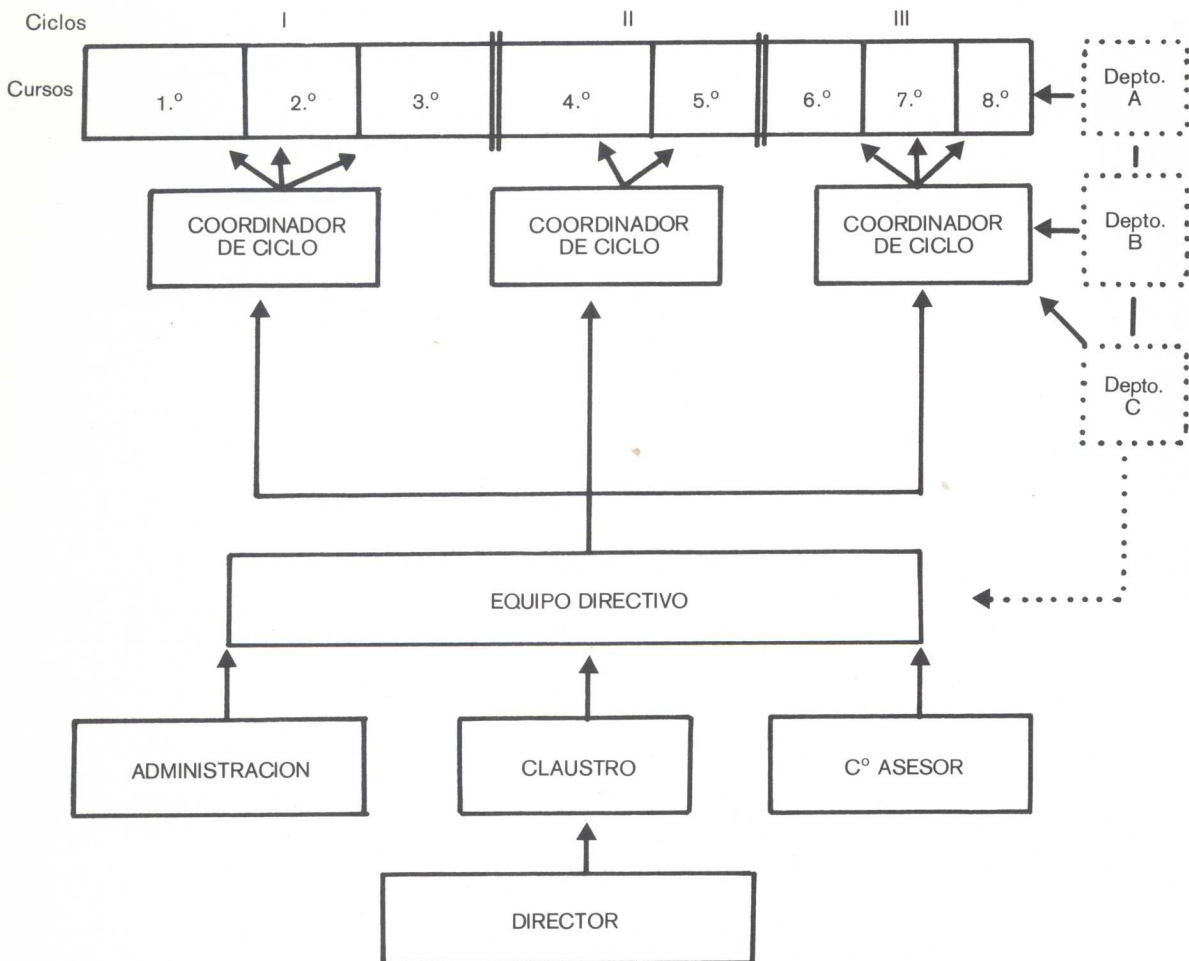 Ciclos I II III
Cursos 1.º 2.º 3.º 4.º 5.º 6.º 7.º 8.º
Depto.
A
COORDINADOR
DE CICLO
COORDINADOR
DE CICLO
COORDINADOR
DE CICLO
Depto.
B
Depto.
C
EQUIPO DIRECTIVO
ADMINISTRACION
CLAUSTRO
Cº ASESOR
DIRECTOR